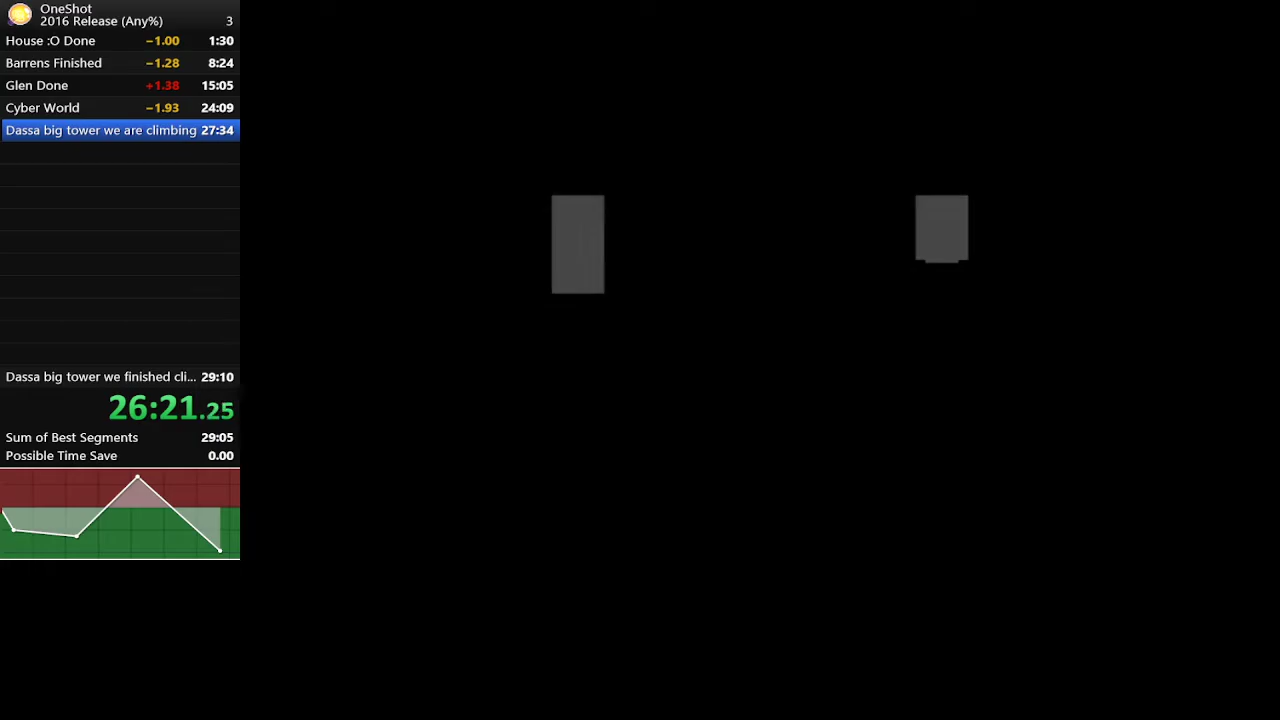 OneShot
2016 Release (Any%) 3
House :O Done −1.00 1:30
Barrens Finished −1.28 8:24
Glen Done +1.38 15:05
Cyber World −1.93 24:09
Dassa big tower we are climbing 27:34
Dassa big tower we finished cli... 29:10
26:21.25
Sum of Best Segments 29:05
Possible Time Save 0.00